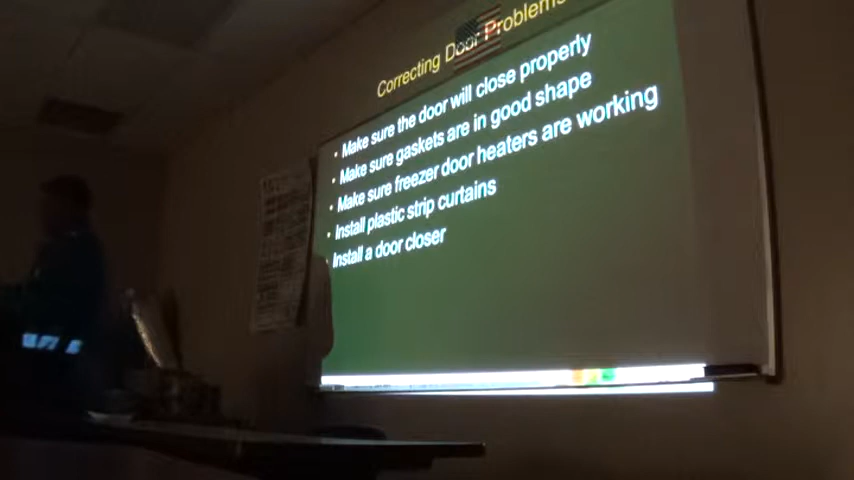 Correcting Door Problems
• Make sure the door will close properly
• Make sure gaskets are in good shape
• Make sure freezer door heaters are working
• Install plastic strip curtains
• Install a door closer